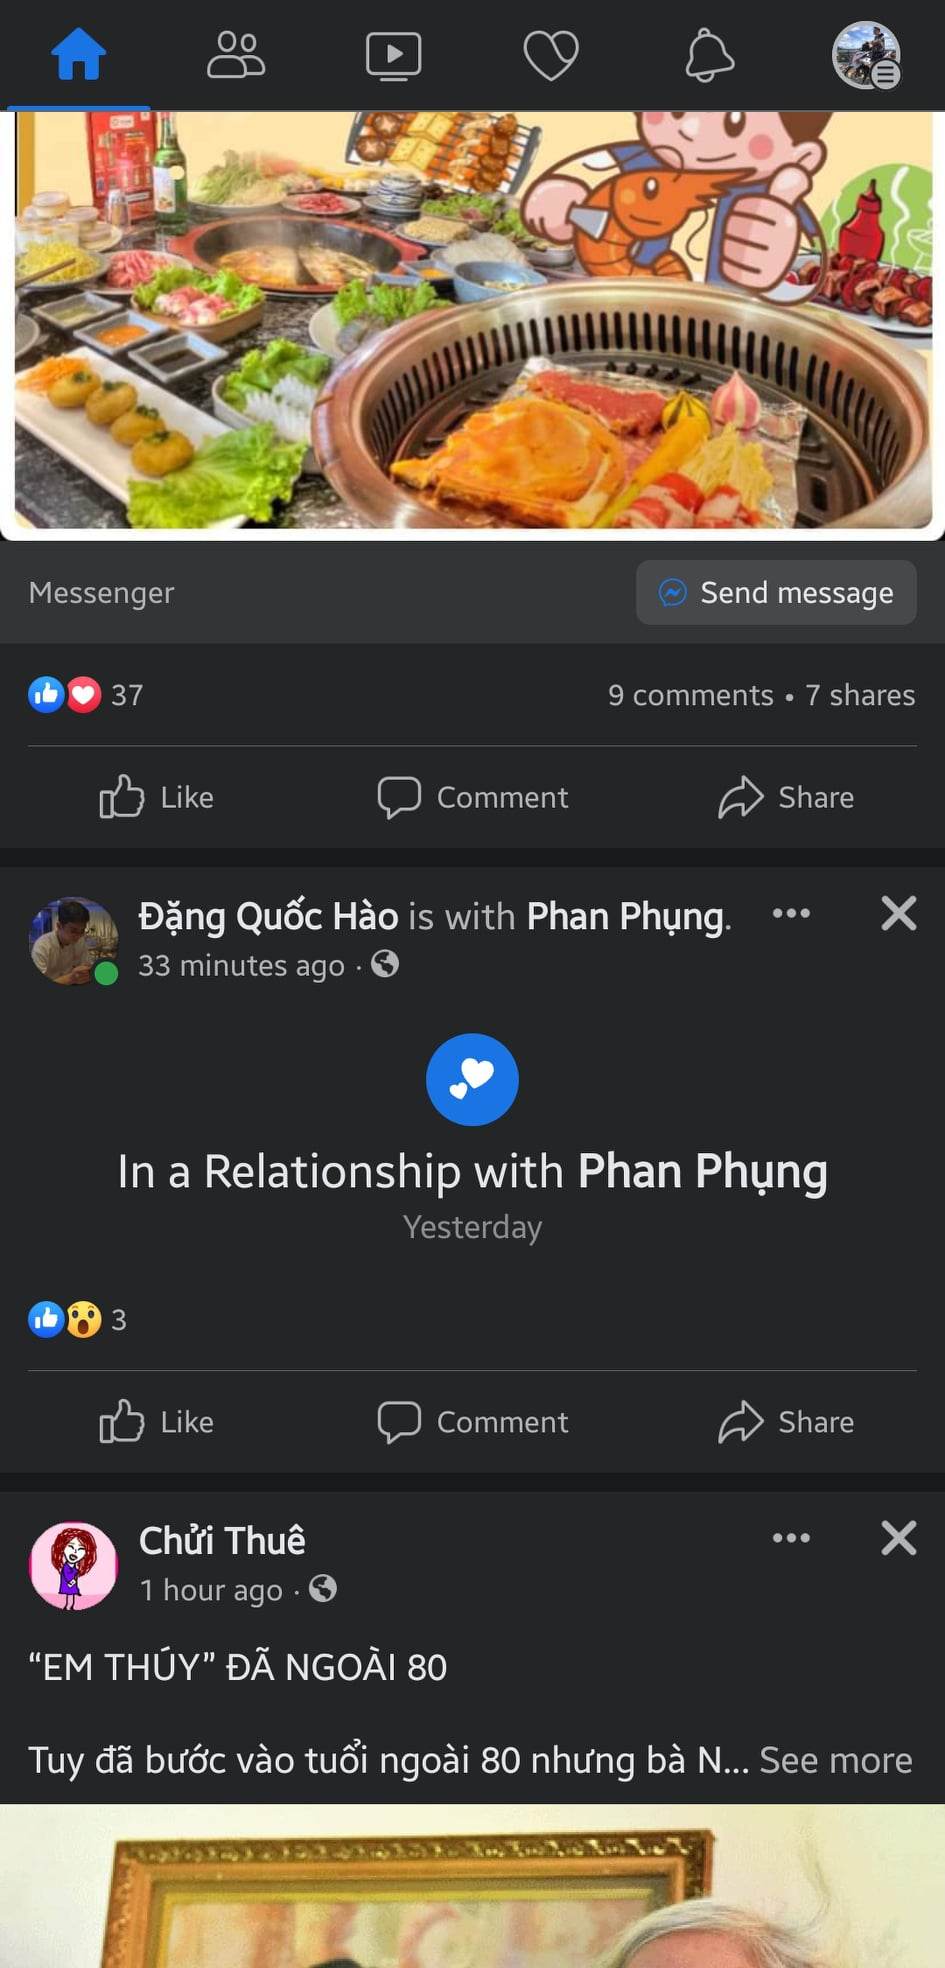 Messenger
Send message
37
9 comments • 7 shares
Like
Comment
Share
Đặng Quốc Hào is with Phan Phụng.
33 minutes ago ·
In a Relationship with Phan Phụng
Yesterday
3
Like
Comment
Share
Chửi Thuê
1 hour ago ·
“EM THÚY” ĐÃ NGOÀI 80
Tuy đã bước vào tuổi ngoài 80 nhưng bà N... See more